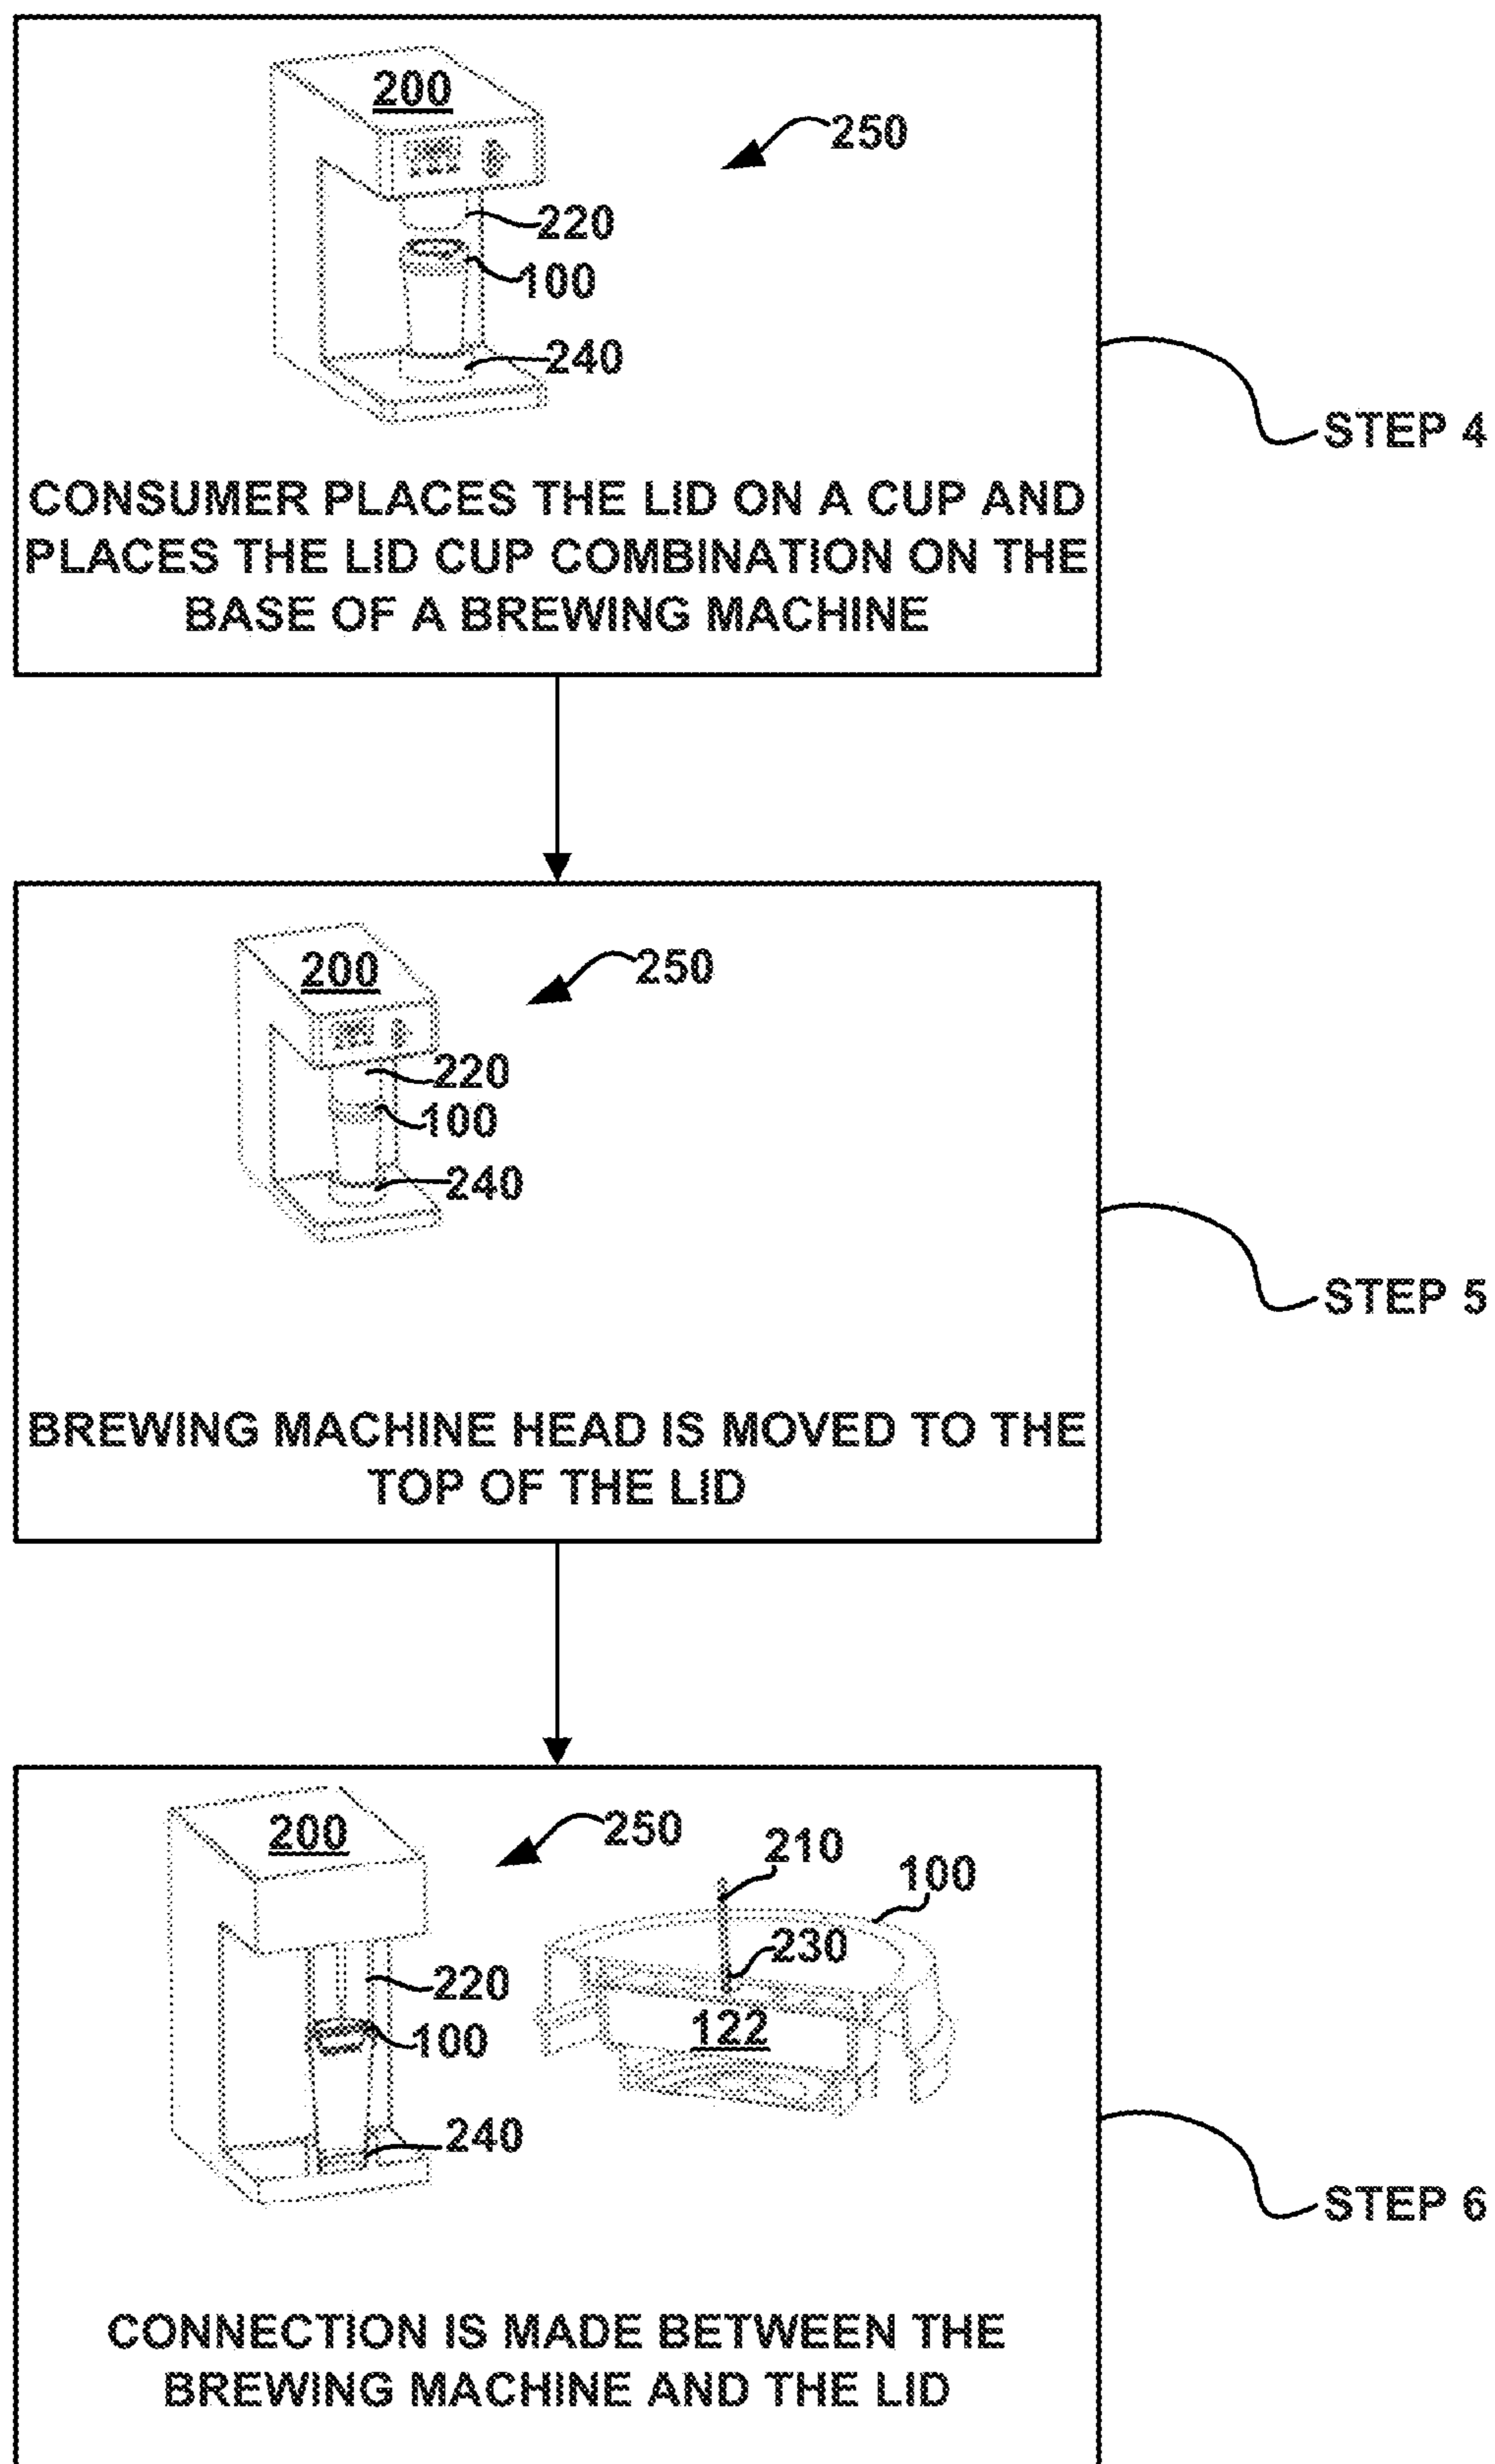 200
250
220
100
240
STEP 4
CONSUMER PLACES THE LID ON A CUP AND
PLACES THE LID CUP COMBINATION ON THE
BASE OF A BREWING MACHINE
200
250
220
100
240
STEP 5
BREWING MACHINE HEAD IS MOVED TO THE
TOP OF THE LID
200
250
210
100
230
220
122
100
240
STEP 6
CONNECTION IS MADE BETWEEN THE
BREWING MACHINE AND THE LID